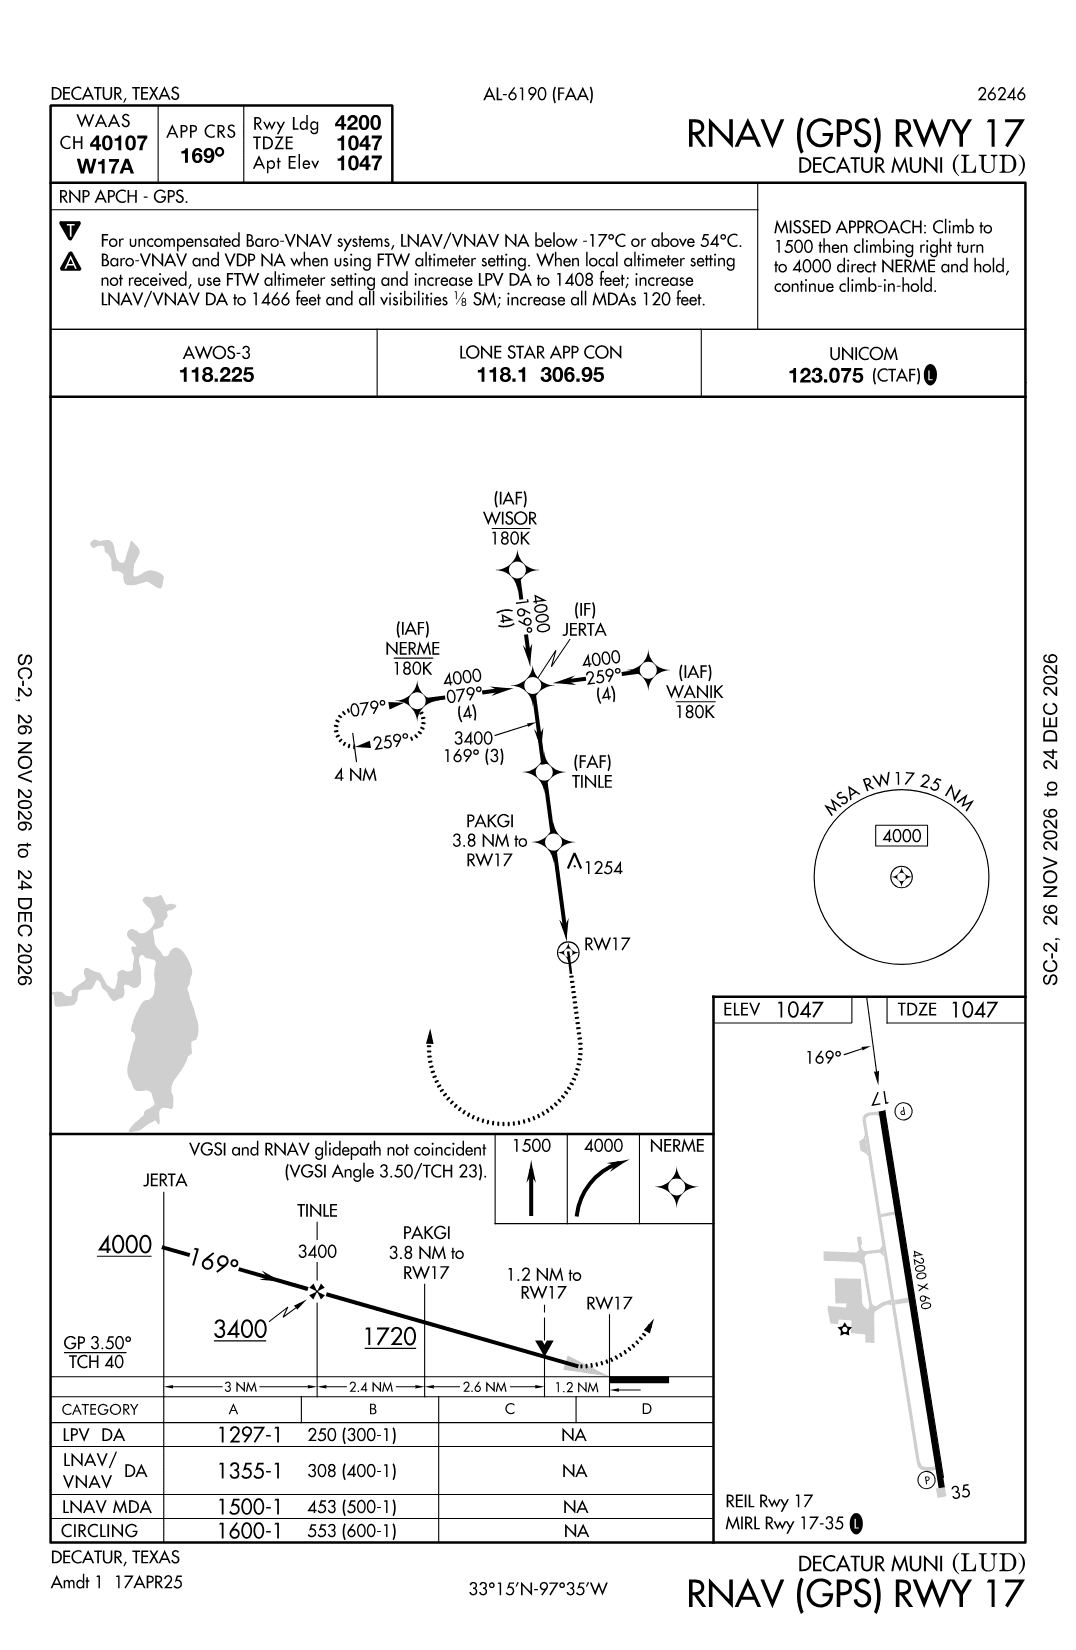 DECATUR, TEXAS
AL-6190 (FAA)
26246
WAAS
CH 40107
W17A
APP CRS
169°
Rwy Ldg 4200
TDZE 1047
Apt Elev 1047
RNAV (GPS) RWY 17
DECATUR MUNI (LUD)
RNP APCH - GPS.
T
A
For uncompensated Baro-VNAV systems, LNAV/VNAV NA below -17°C or above 54°C.
Baro-VNAV and VDP NA when using FTW altimeter setting. When local altimeter setting
not received, use FTW altimeter setting and increase LPV DA to 1408 feet; increase
LNAV/VNAV DA to 1466 feet and all visibilities ⅛ SM; increase all MDAs 120 feet.
MISSED APPROACH: Climb to
1500 then climbing right turn
to 4000 direct NERME and hold,
continue climb-in-hold.
AWOS-3
118.225
LONE STAR APP CON
118.1 306.95
UNICOM
123.075 (CTAF) L
(IAF)
WISOR
180K
4000
169°
(4)
(IF)
JERTA
(IAF)
NERME
180K
4000
079°
(4)
4000
259°
(4)
(IAF)
WANIK
180K
079°
259°
4 NM
3400
169° (3)
(FAF)
TINLE
PAKGI
3.8 NM to
RW17
1254
RW17
MSA RW17 25 NM
4000
SC-2, 26 NOV 2026 to 24 DEC 2026
SC-2, 26 NOV 2026 to 24 DEC 2026
ELEV 1047
TDZE 1047
169°
17
P
4200 X 60
P
35
REIL Rwy 17
MIRL Rwy 17-35 L
VGSI and RNAV glidepath not coincident
(VGSI Angle 3.50/TCH 23).
1500
4000
NERME
JERTA
4000
169°
TINLE
3400
3400
PAKGI
3.8 NM to
RW17
1720
1.2 NM to
RW17
RW17
GP 3.50°
TCH 40
3 NM
2.4 NM
2.6 NM
1.2 NM
CATEGORY A B C D
LPV DA 1297-1 250 (300-1) NA
LNAV/
VNAV DA 1355-1 308 (400-1) NA
LNAV MDA 1500-1 453 (500-1) NA
CIRCLING 1600-1 553 (600-1) NA
DECATUR, TEXAS
Amdt 1 17APR25
33°15'N-97°35'W
DECATUR MUNI (LUD)
RNAV (GPS) RWY 17